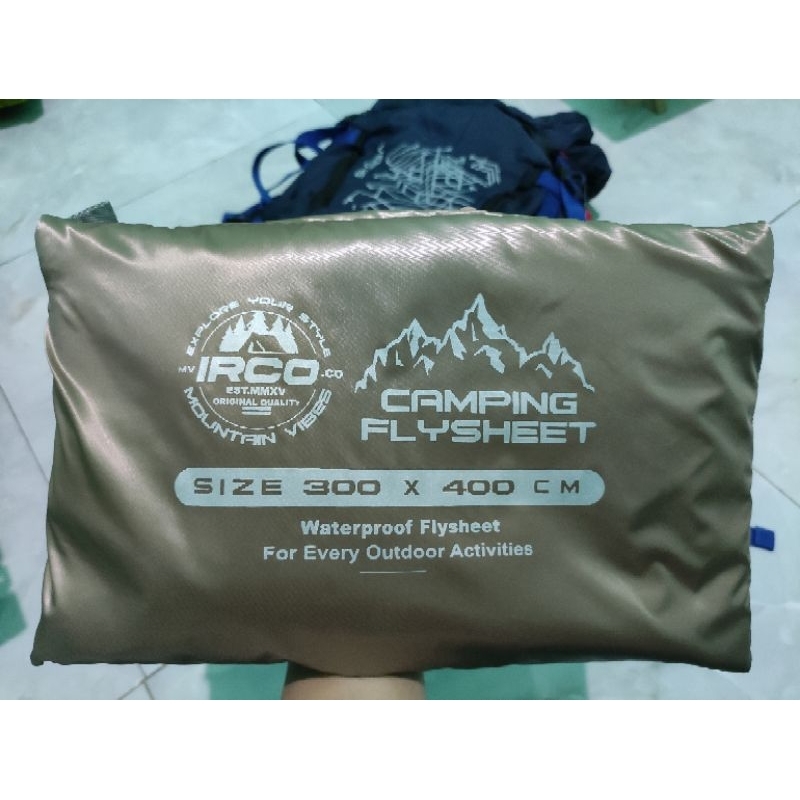 EXPLORE YOUR STYLE
MV IRCO .CO
EST.MMXV
ORIGINAL QUALITY
MOUNTAIN VIBES
CAMPING
FLYSHEET
SIZE 300 X 400 CM
Waterproof Flysheet
For Every Outdoor Activities